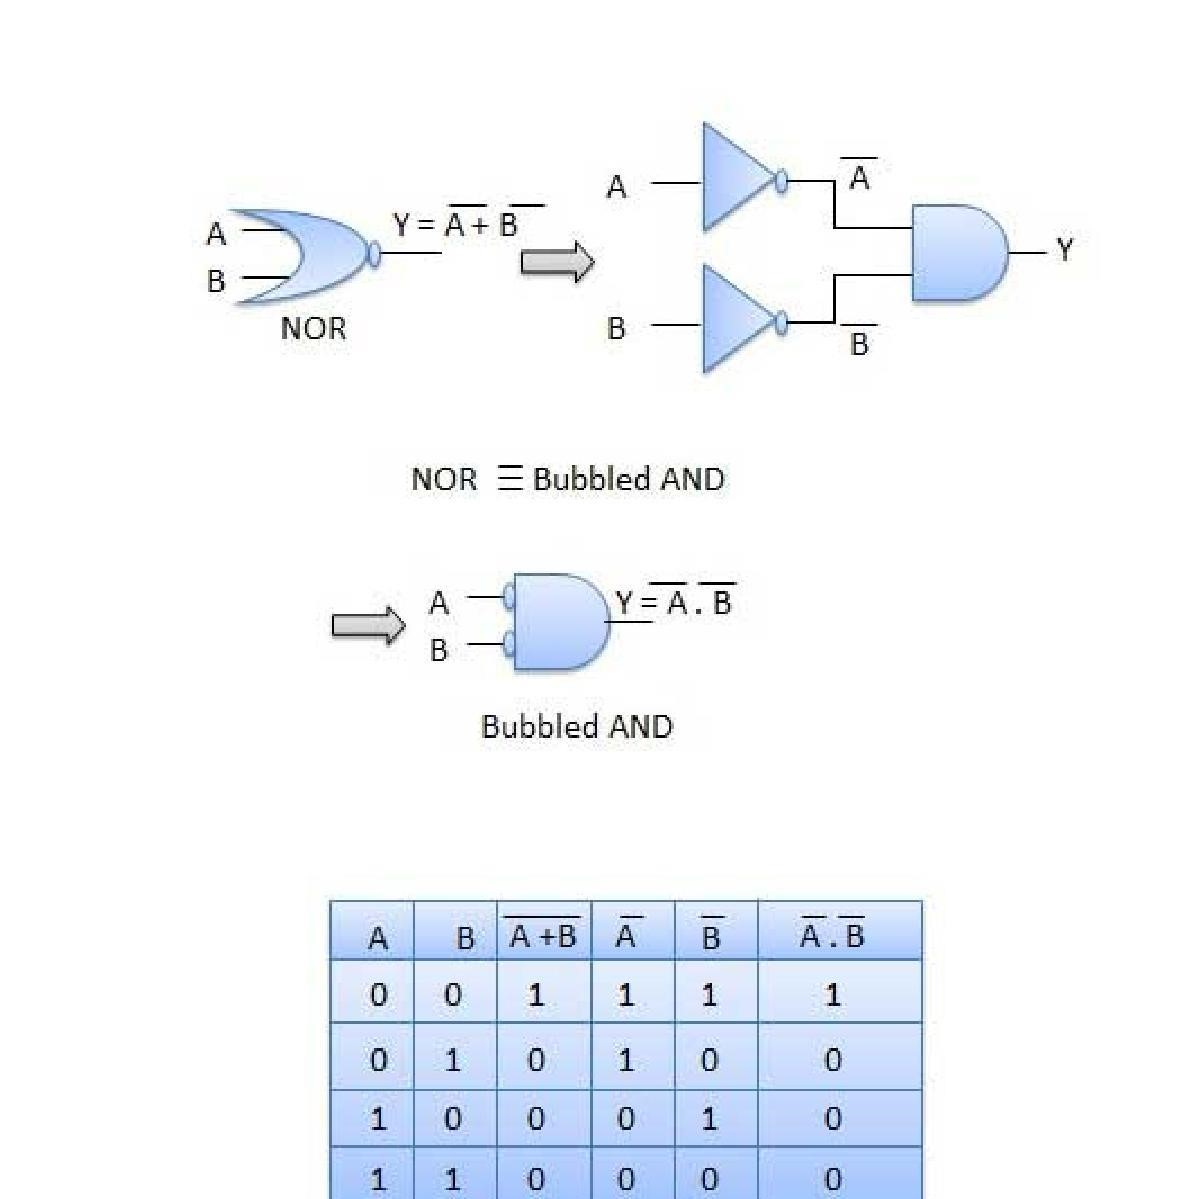 A
A̅
A
Y = A̅ + B̅
Y
B
NOR
B
B̅
NOR ≡ Bubbled AND
A
Y = A̅ . B̅
B
Bubbled AND
A B A̅ ̅+̅B̅ A̅ B̅ A̅ . B̅
0 0 1 1 1 1
0 1 0 1 0 0
1 0 0 0 1 0
1 1 0 0 0 0